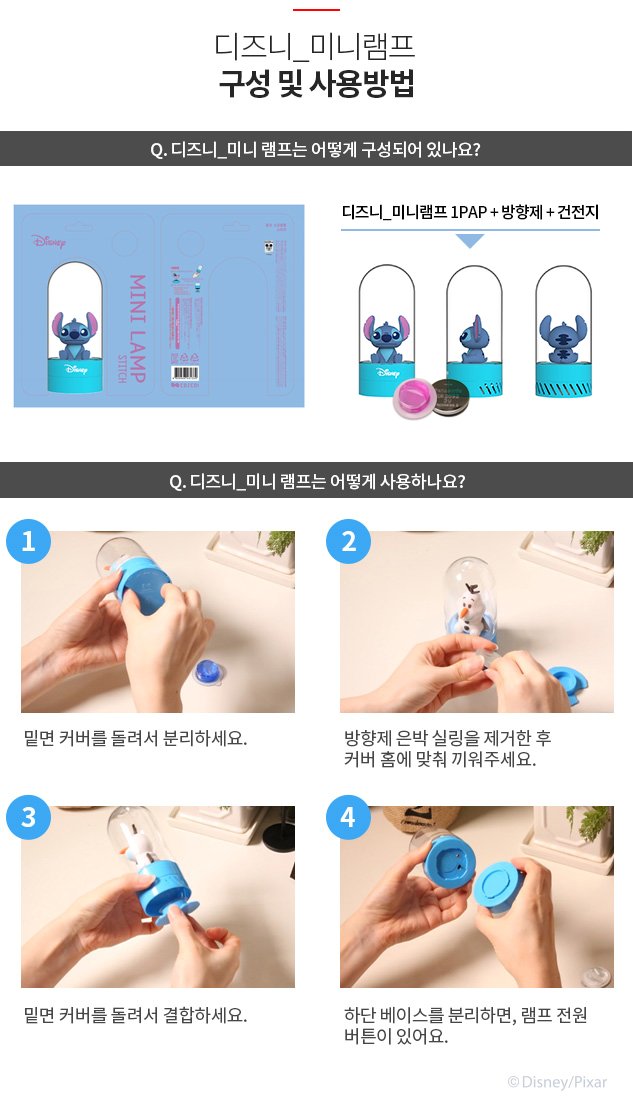 디즈니_미니램프
구성 및 사용방법
Q. 디즈니_미니 램프는 어떻게 구성되어 있나요?
Disney
MINI LAMP
STITCH
Disney
디즈니_미니램프 1PAP + 방향제 + 건전지
Disney
Q. 디즈니_미니 램프는 어떻게 사용하나요?
1
2
밑면 커버를 돌려서 분리하세요.
방향제 은박 실링을 제거한 후
커버 홈에 맞춰 끼워주세요.
3
4
밑면 커버를 돌려서 결합하세요.
하단 베이스를 분리하면, 램프 전원
버튼이 있어요.
© Disney/Pixar